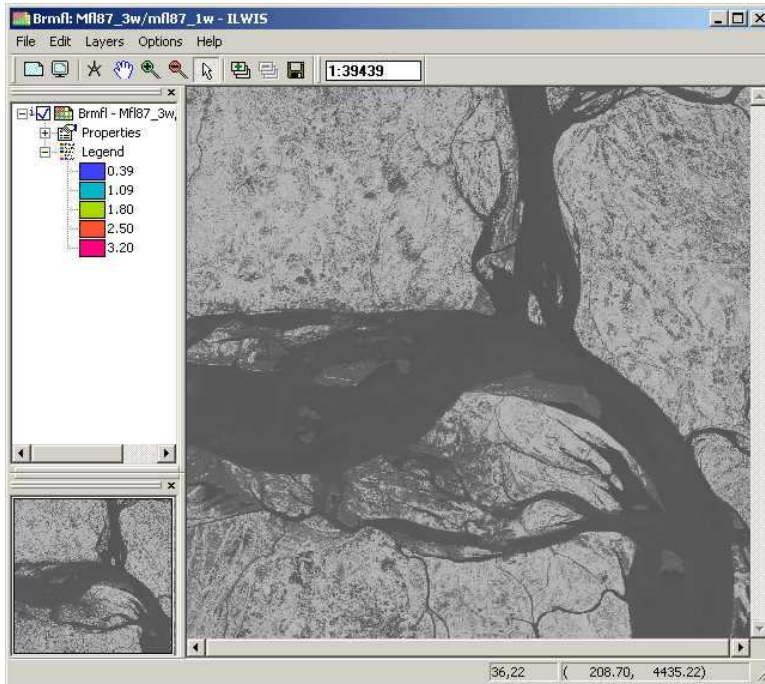 Brmfl: Mfl87_3w/mfl87_1w - ILWIS
File Edit Layers Options Help
1:39439
Brmfl - Mfl87_3w,
Properties
Legend
0.39
1.09
1.80
2.50
3.20
36,22 ( 208.70, 4435.22)